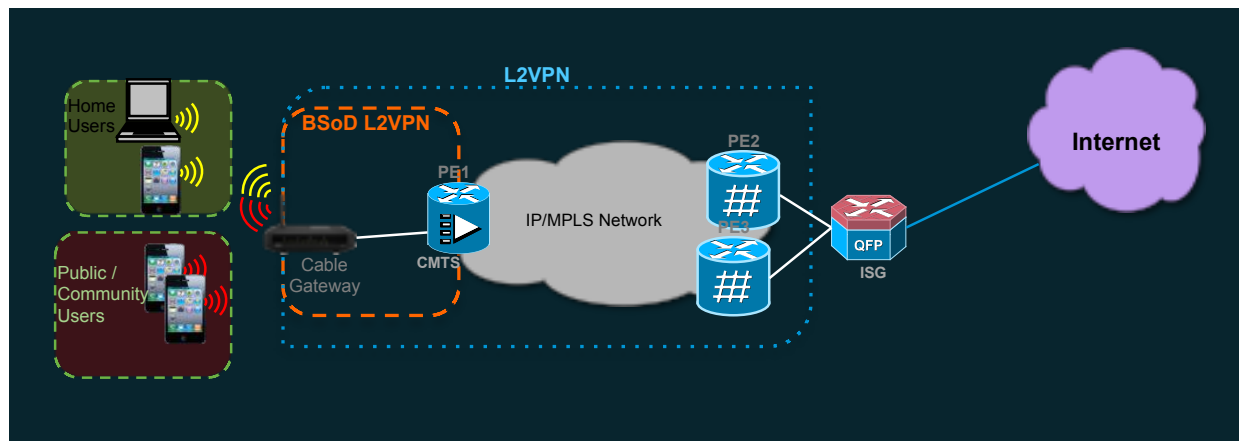 L2VPN
Home
Users
BSoD L2VPN
PE1
PE2
Internet
IP/MPLS Network
PE3
QFP
ISG
CMTS
Cable
Gateway
Public /
Community
Users